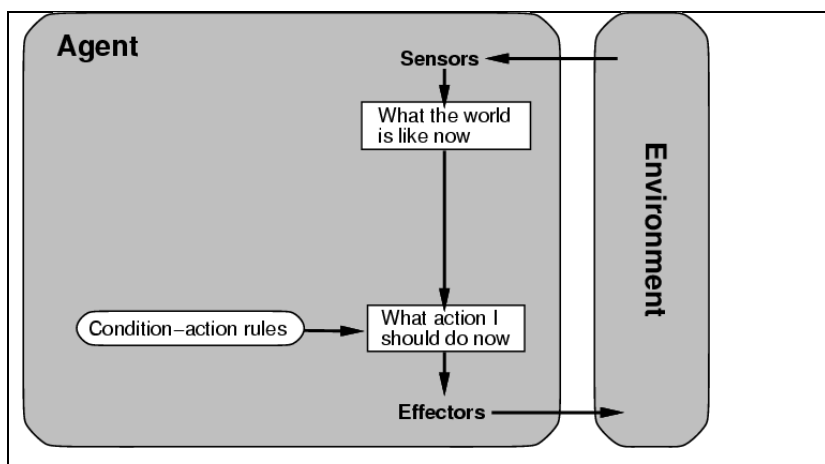 Agent
Sensors
What the world
is like now
Condition−action rules
What action I
should do now
Effectors
Environment